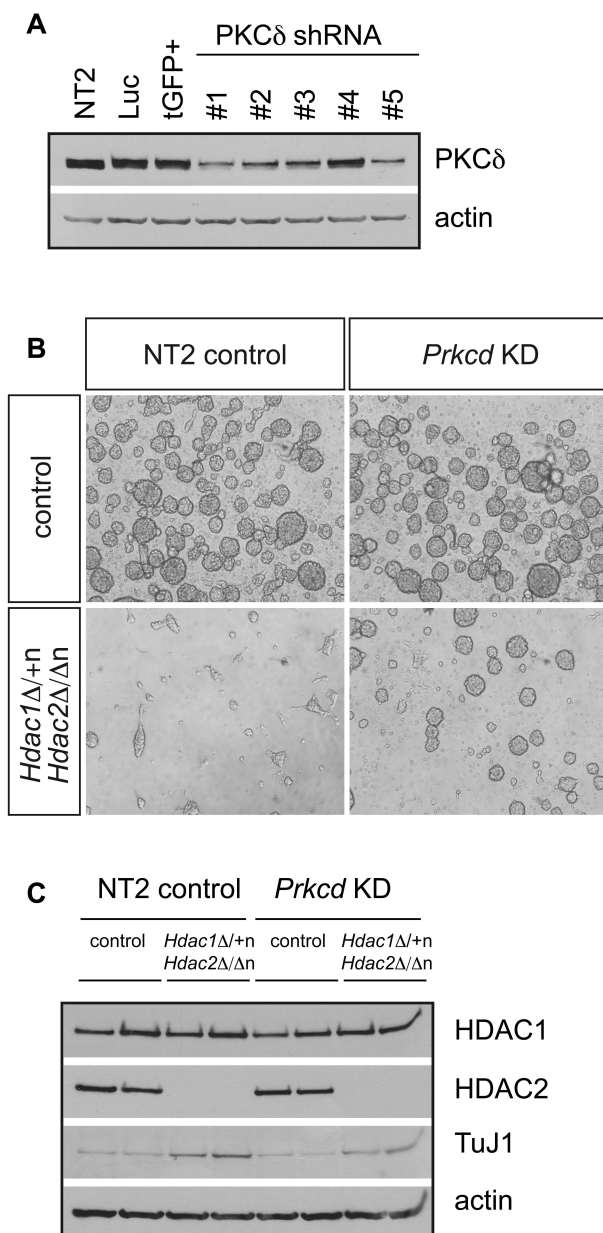 A
PKCδ shRNA
NT2
Luc
tGFP+
#1
#2
#3
#4
#5
PKCδ
actin
B
NT2 control
Prkcd KD
control
Hdac1Δ/+n
Hdac2Δ/Δn
C
NT2 control
Prkcd KD
control
Hdac1Δ/+n
Hdac2Δ/Δn
control
Hdac1Δ/+n
Hdac2Δ/Δn
HDAC1
HDAC2
TuJ1
actin